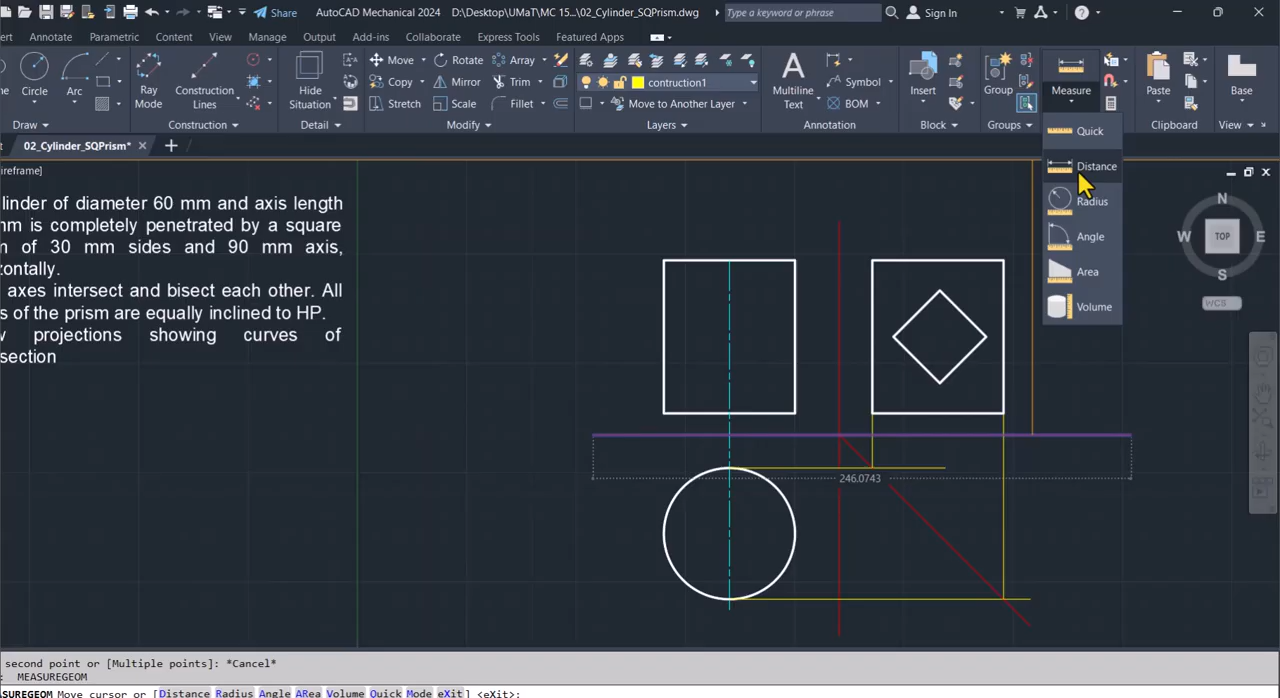 Share AutoCAD Mechanical 2024 D:\Desktop\UMaT\MC 15...\02_Cylinder_SQPrism.dwg Type a keyword or phrase Sign In
ert Annotate Parametric Content View Manage Output Add-ins Collaborate Express Tools Featured Apps
Circle Arc Ray Mode Construction Lines Hide Situation Move Rotate Array
Copy Mirror Trim
Stretch Scale Fillet
contruction1
Move to Another Layer
Multiline Text Symbol BOM
Insert Group Measure Paste Base
Draw Construction Detail Modify Layers Annotation Block Groups Clipboard View
02_Cylinder_SQPrism*
Quick
Distance
Radius
Angle
Area
Volume
ireframe]
linder of diameter 60 mm and axis length
nm is completely penetrated by a square
n of 30 mm sides and 90 mm axis,
zontally.
axes intersect and bisect each other. All
s of the prism are equally inclined to HP.
w projections showing curves of
section
N
W TOP E
S
WCS
246.0743
second point or [Multiple points]: *Cancel*
: MEASUREGEOM
ASUREGEOM Move cursor or [Distance Radius Angle ARea Volume Quick Mode eXit] <eXit>: